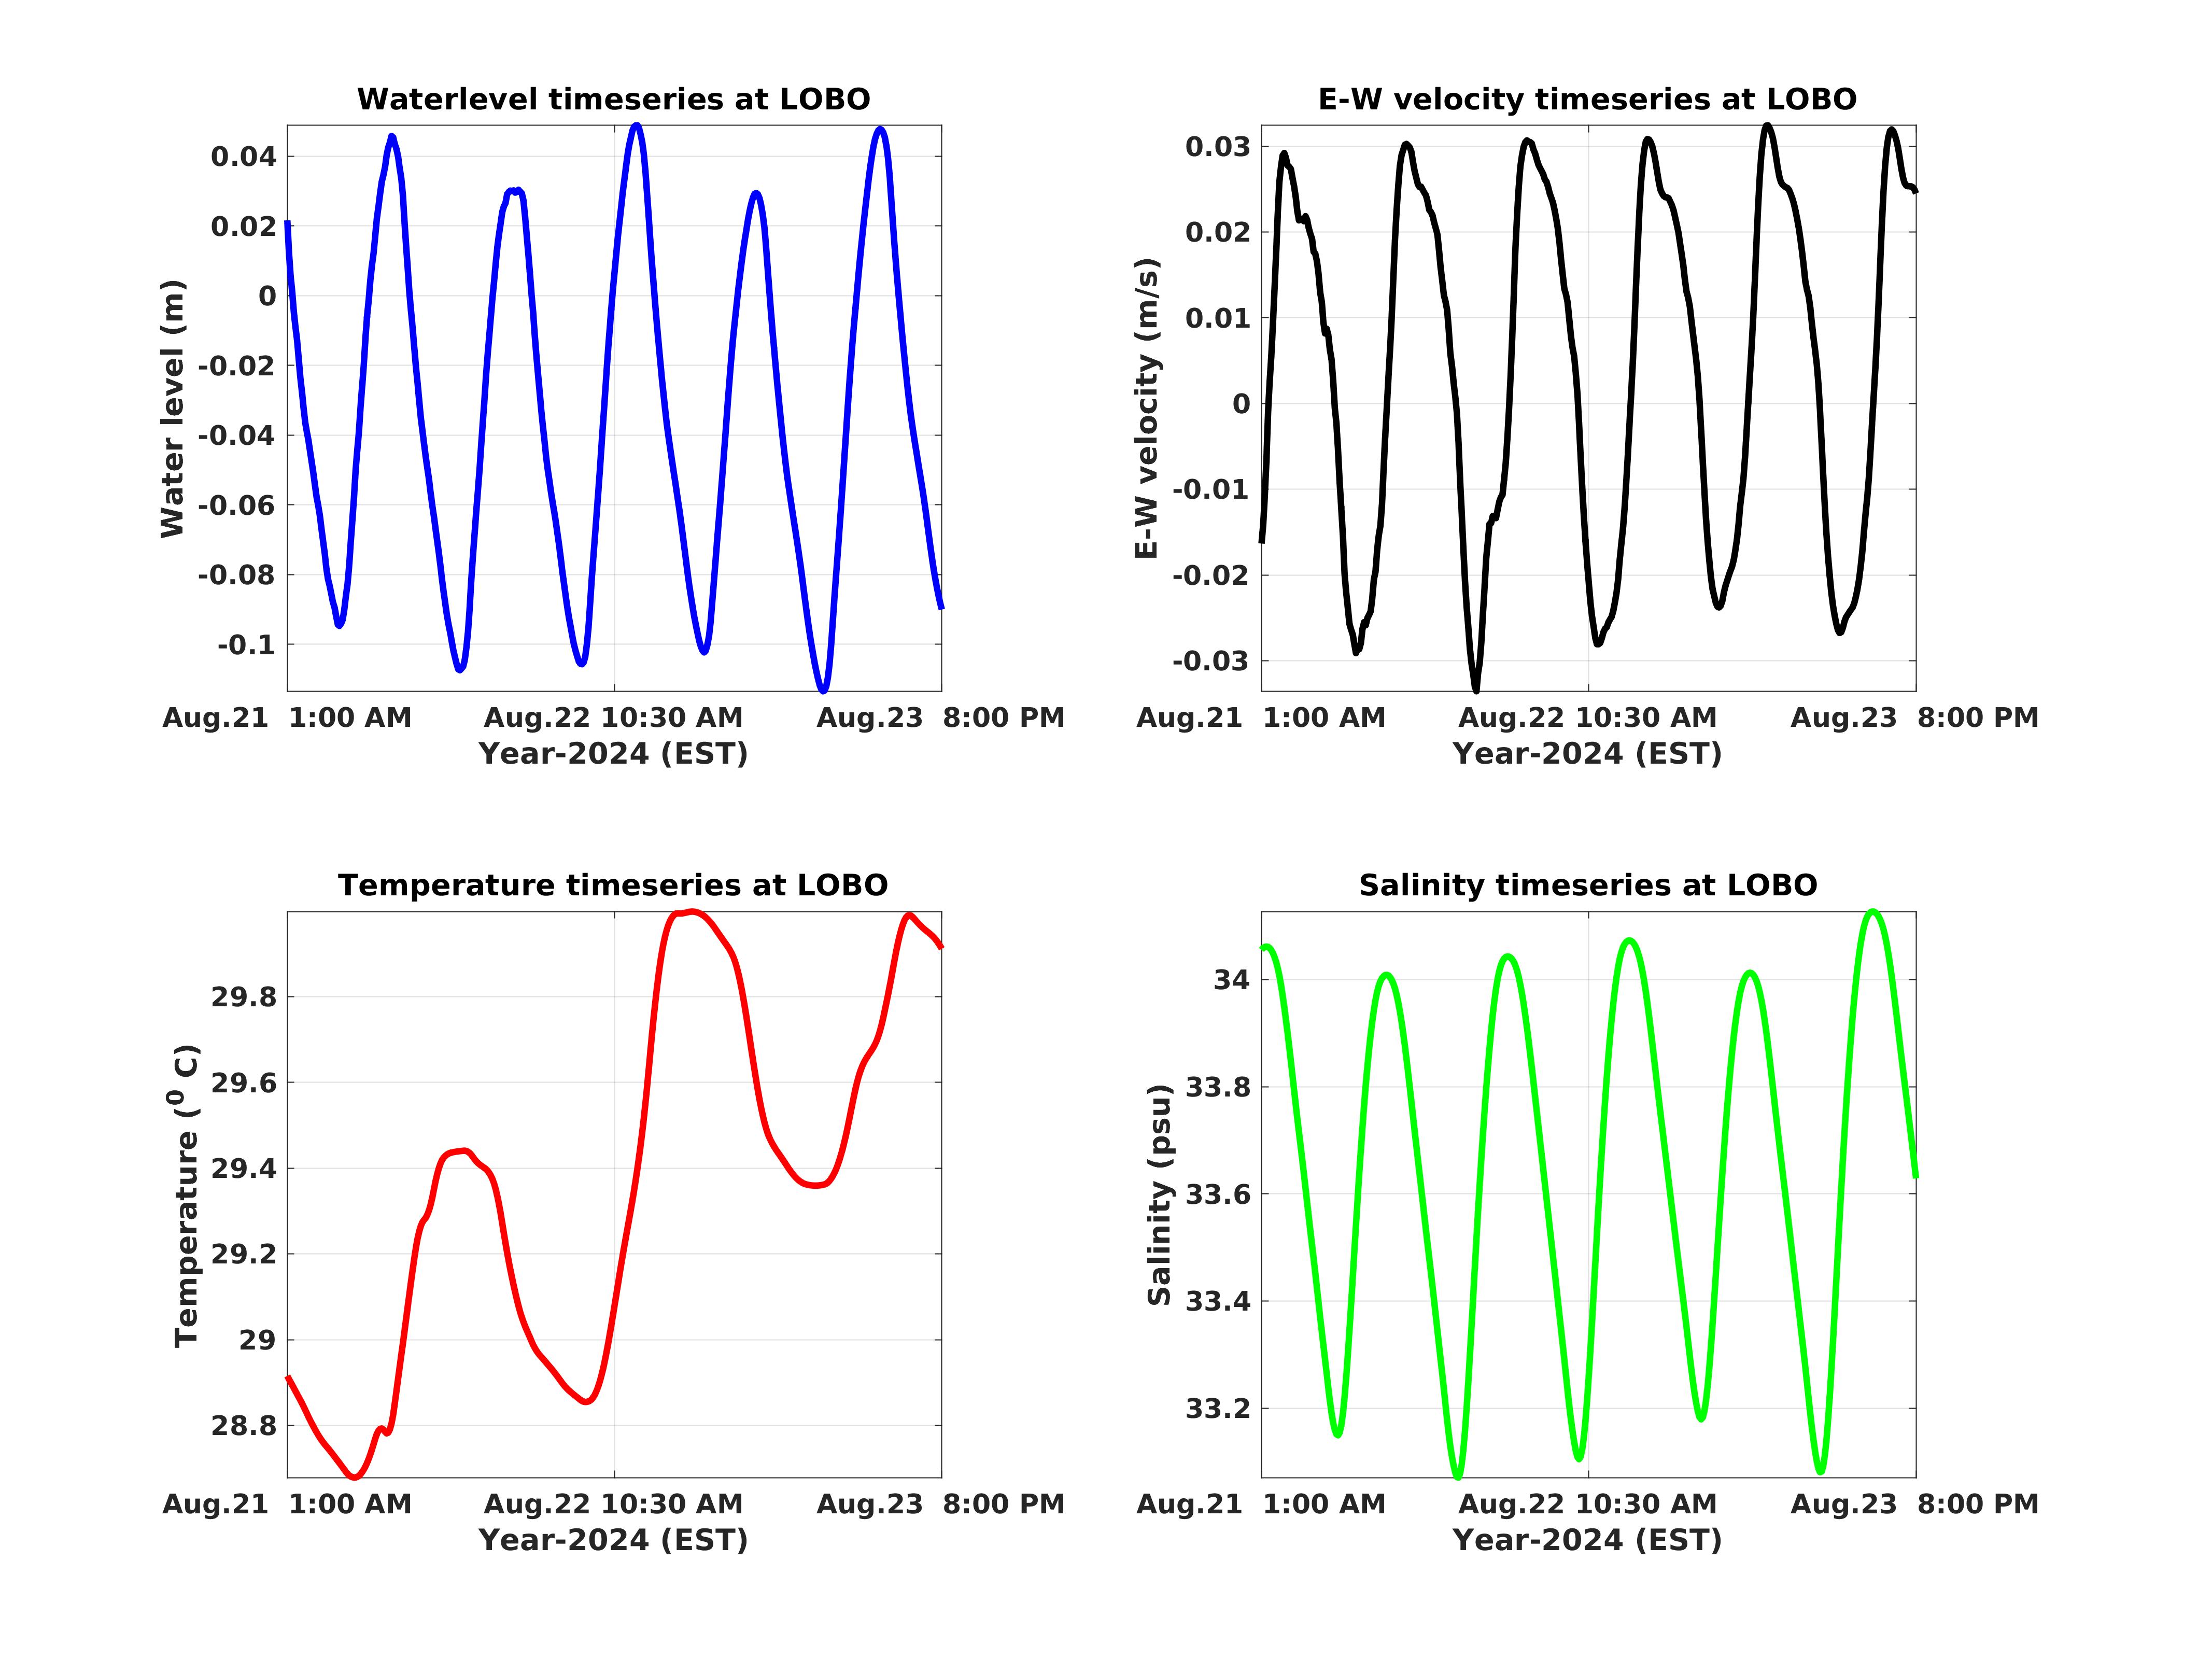 Waterlevel timeseries at LOBO
0.04
0.02
0
-0.02
-0.04
-0.06
-0.08
-0.1
Water level (m)
Aug.21 1:00 AM Aug.22 10:30 AM Aug.23 8:00 PM
Year-2024 (EST)
E-W velocity timeseries at LOBO
0.03
0.02
0.01
0
-0.01
-0.02
-0.03
E-W velocity (m/s)
Aug.21 1:00 AM Aug.22 10:30 AM Aug.23 8:00 PM
Year-2024 (EST)
Temperature timeseries at LOBO
29.8
29.6
29.4
29.2
29
28.8
Temperature (⁰ C)
Aug.21 1:00 AM Aug.22 10:30 AM Aug.23 8:00 PM
Year-2024 (EST)
Salinity timeseries at LOBO
34
33.8
33.6
33.4
33.2
Salinity (psu)
Aug.21 1:00 AM Aug.22 10:30 AM Aug.23 8:00 PM
Year-2024 (EST)